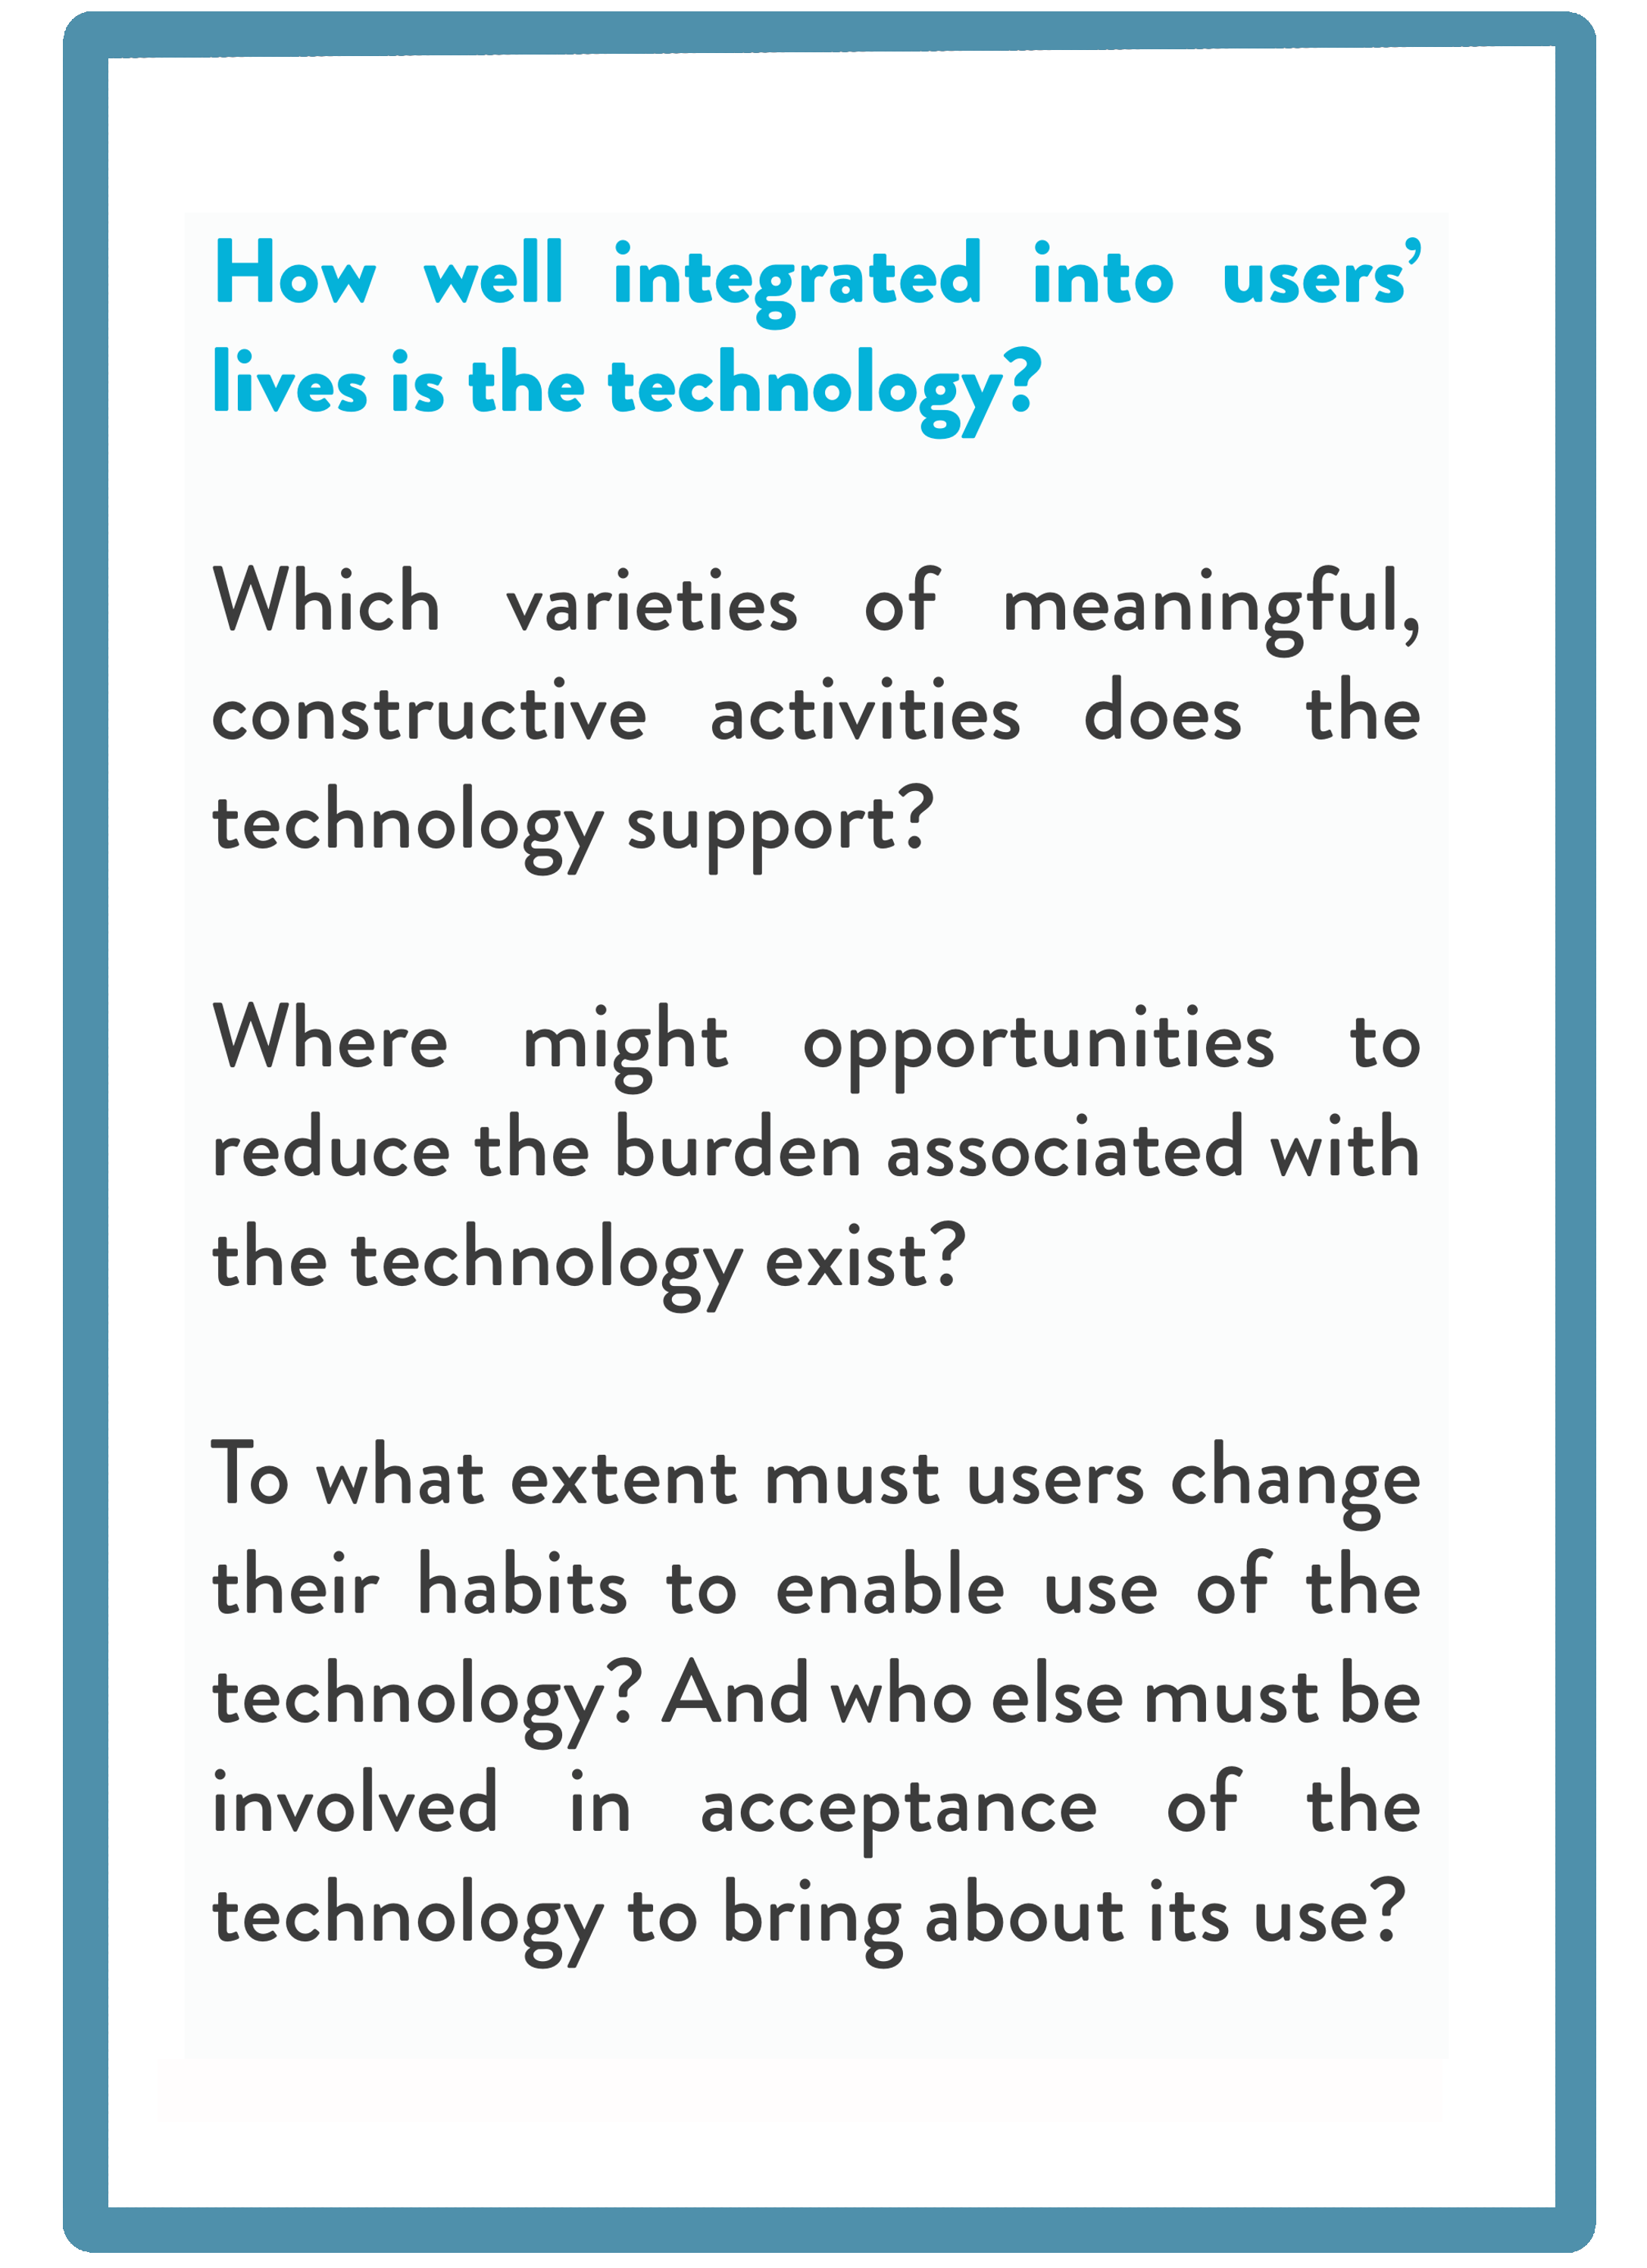 How well integrated into users’
lives is the technology?
Which varieties of meaningful,
constructive activities does the
technology support?
Where might opportunities to
reduce the burden associated with
the technology exist?
To what extent must users change
their habits to enable use of the
technology? And who else must be
involved in acceptance of the
technology to bring about its use?